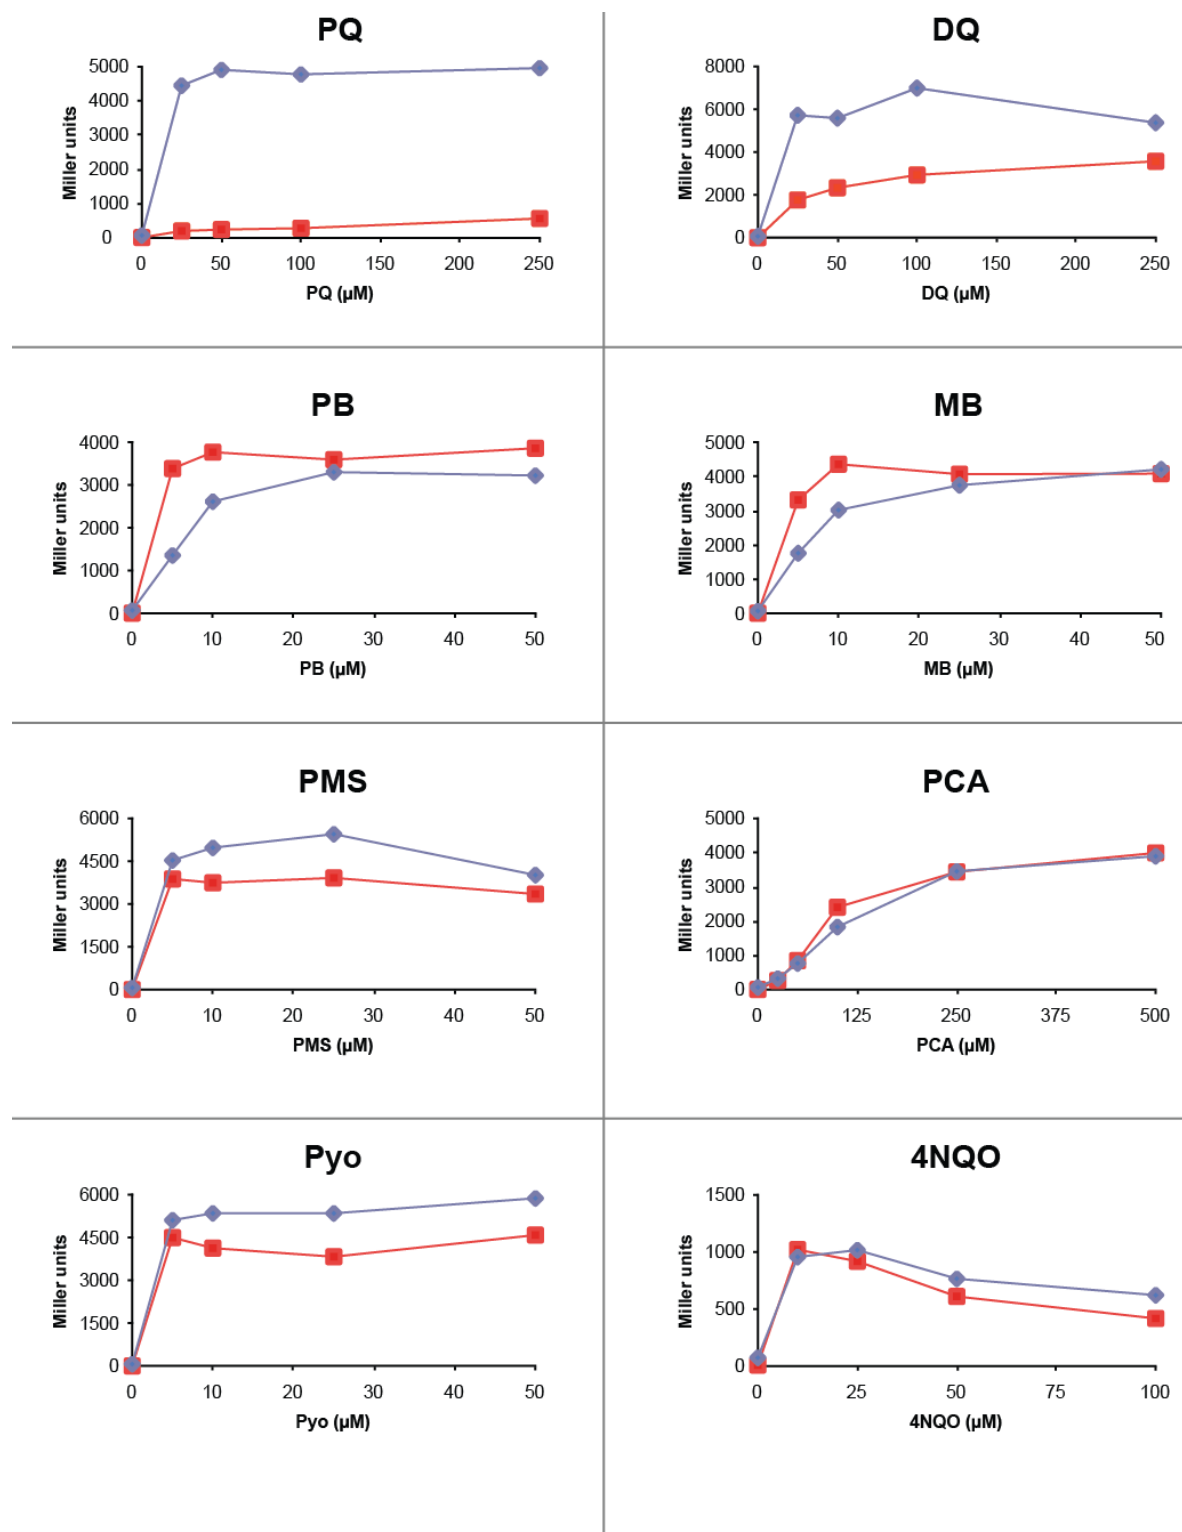 PQ
5000
4000
3000
2000
1000
0
Miller units
0 50 100 150 200 250
PQ (µM)
DQ
8000
6000
4000
2000
0
Miller units
0 50 100 150 200 250
DQ (µM)
PB
4000
3000
2000
1000
0
Miller units
0 10 20 30 40 50
PB (µM)
MB
5000
4000
3000
2000
1000
0
Miller units
0 10 20 30 40 50
MB (µM)
PMS
6000
4500
3000
1500
0
Miller units
0 10 20 30 40 50
PMS (µM)
PCA
5000
4000
3000
2000
1000
0
Miller units
0 125 250 375 500
PCA (µM)
Pyo
6000
4500
3000
1500
0
Miller units
0 10 20 30 40 50
Pyo (µM)
4NQO
1500
1000
500
0
Miller units
0 25 50 75 100
4NQO (µM)